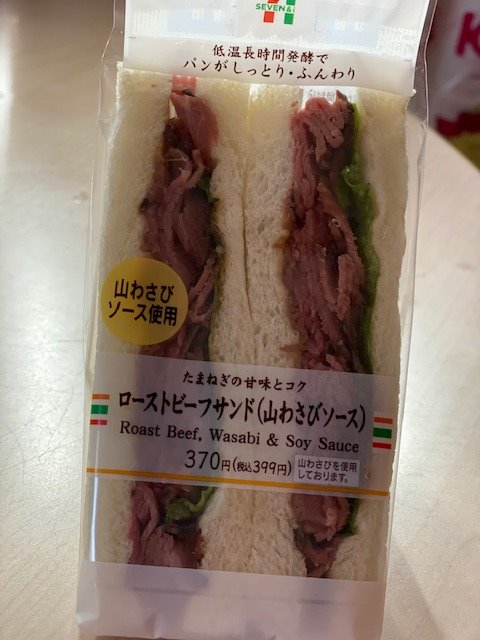 SEVEN&i
低温長時間発酵で
パンがしっとり・ふんわり
山わさび
ソース使用
たまねぎの甘味とコク
ローストビーフサンド(山わさびソース)
Roast Beef, Wasabi & Soy Sauce
370円(税込399円)
山わさびを使用
しております。